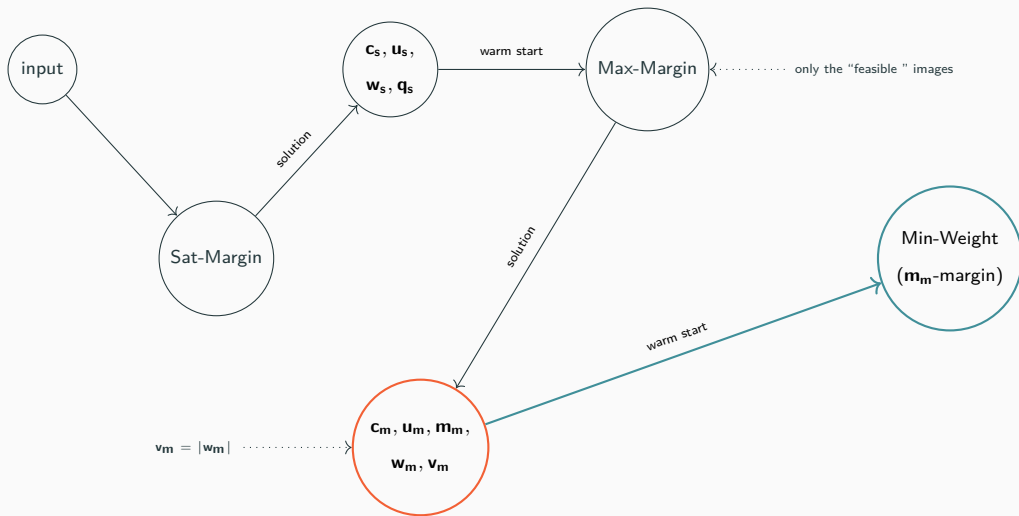 input
c_s, u_s,
w_s, q_s
warm start
Max-Margin
only the “feasible ” images
solution
Sat-Margin
solution
Min-Weight
(m_m-margin)
warm start
c_m, u_m, m_m,
w_m, v_m
v_m = |w_m|